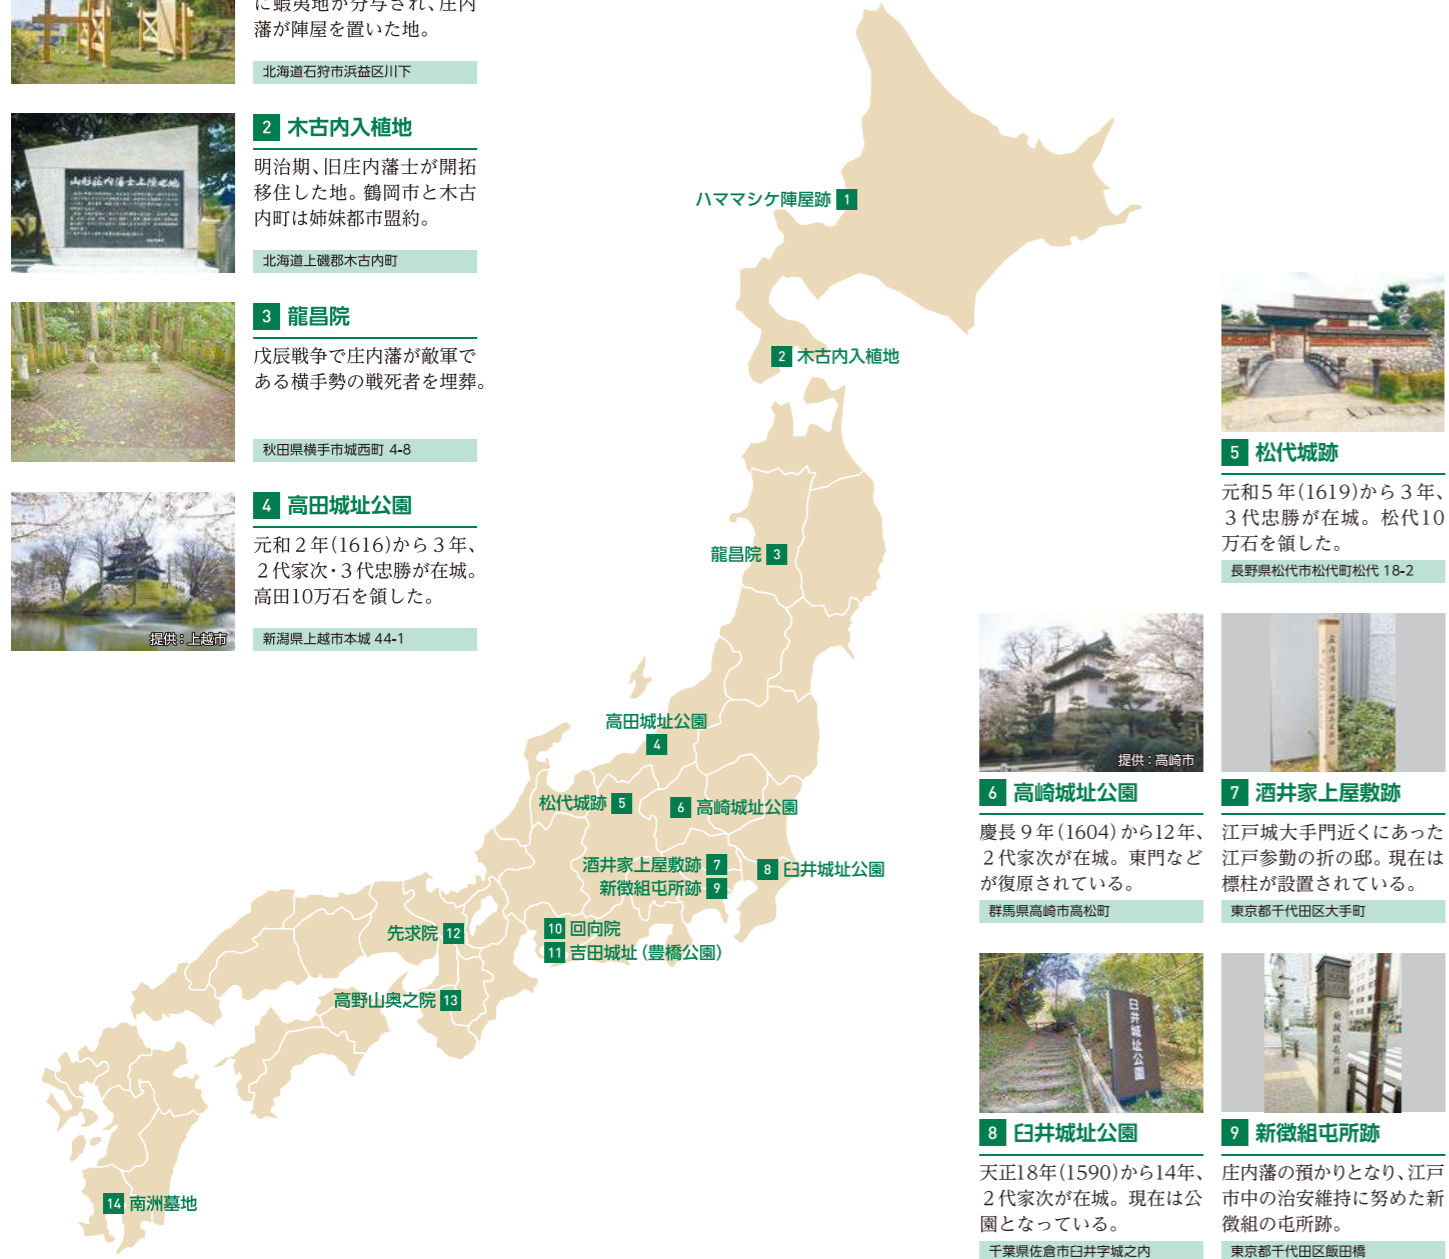 に蝦夷地が分与され、庄内
藩が陣屋を置いた地。
北海道石狩市浜益区川下
2 木古内入植地
明治期、旧庄内藩士が開拓
移住した地。鶴岡市と木古
内町は姉妹都市盟約。
北海道上磯郡木古内町
3 龍昌院
戊辰戦争で庄内藩が敵軍で
ある横手勢の戦死者を埋葬。
秋田県横手市城西町 4-8
4 高田城址公園
元和２年(1616)から３年、
２代家次・３代忠勝が在城。
高田10万石を領した。
提供：上越市
新潟県上越市本城 44-1
ハママシケ陣屋跡 1
2 木古内入植地
龍昌院 3
高田城址公園
4
松代城跡 5
6 高崎城址公園
酒井家上屋敷跡 7
8 臼井城址公園
新徴組屯所跡 9
10 回向院
11 吉田城址（豊橋公園）
先求院 12
高野山奥之院 13
14 南洲墓地
5 松代城跡
元和５年(1619)から３年、
３代忠勝が在城。松代10
万石を領した。
長野県松代市松代町松代 18-2
提供：高崎市
6 高崎城址公園
慶長９年(1604)から12年、
２代家次が在城。東門など
が復原されている。
群馬県高崎市高松町
7 酒井家上屋敷跡
江戸城大手門近くにあった
江戸参勤の折の邸。現在は
標柱が設置されている。
東京都千代田区大手町
臼井城址公園
8 臼井城址公園
天正18年(1590)から14年、
２代家次が在城。現在は公
園となっている。
千葉県佐倉市臼井字城之内
新徴組屯所跡
9 新徴組屯所跡
庄内藩の預かりとなり、江戸
市中の治安維持に努めた新
徴組の屯所跡。
東京都千代田区飯田橋